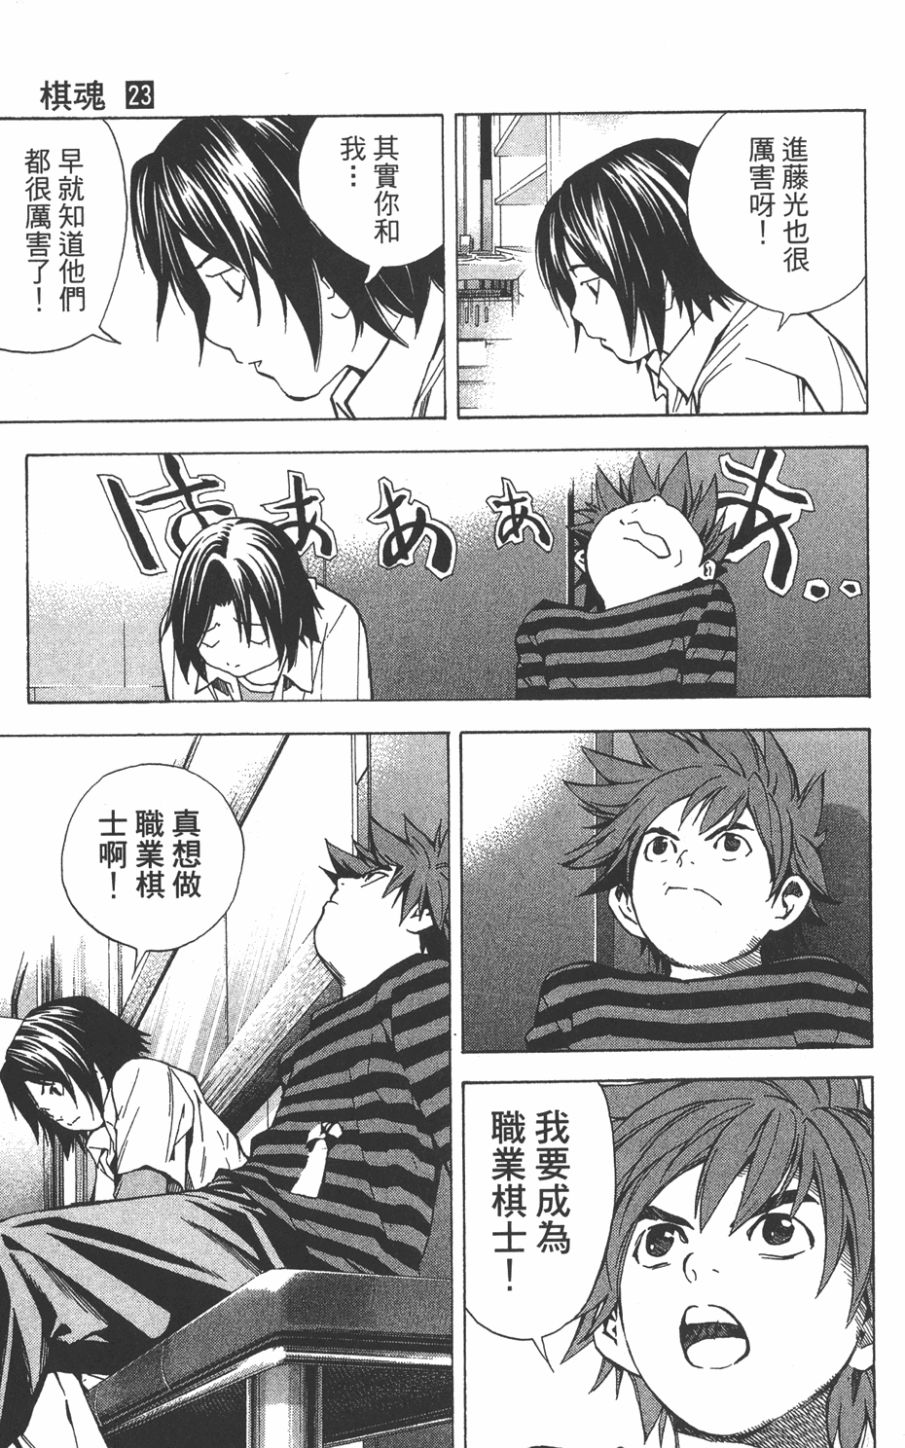 棋魂 23
進藤光也很
厲害呀！
其實你和
我…
早就知道他們
都很厲害了！
はぁぁぁぁ..
真想做
職業棋
士啊！
我要成為
職業棋士！